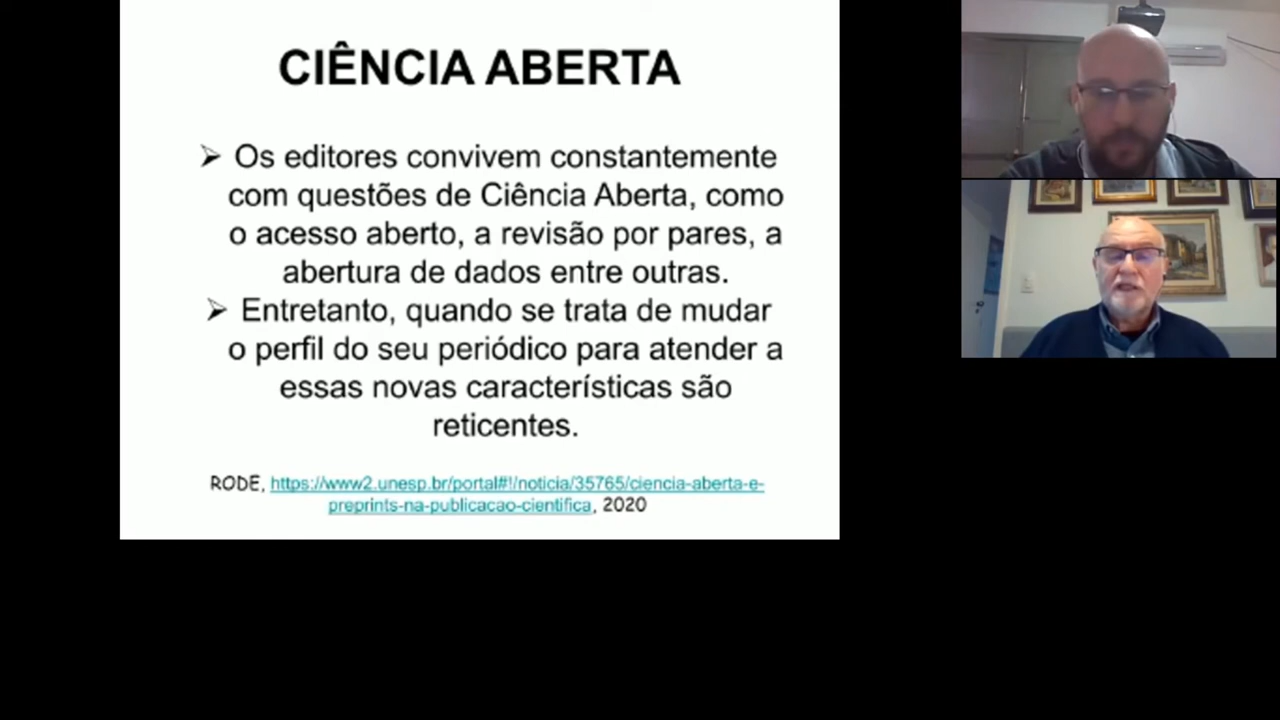 CIÊNCIA ABERTA
➢ Os editores convivem constantemente
com questões de Ciência Aberta, como
o acesso aberto, a revisão por pares, a
abertura de dados entre outras.
➢ Entretanto, quando se trata de mudar
o perfil do seu periódico para atender a
essas novas características são
reticentes.
RODE, https://www2.unesp.br/portal#!/noticia/35765/ciencia-aberta-e-
preprints-na-publicacao-cientifica, 2020